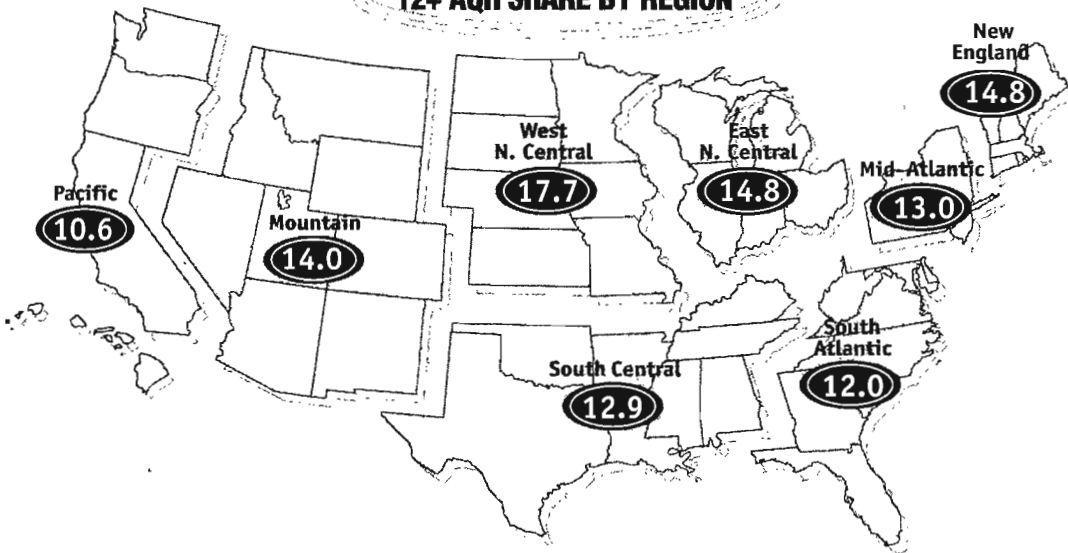 12+ AQH SHARE BY REGION
New
England
14.8
West
N. Central
17.7
East
N. Central
14.8
Mid-Atlantic
13.0
Pacific
10.6
Mountain
14.0
South
Atlantic
12.0
South Central
12.9